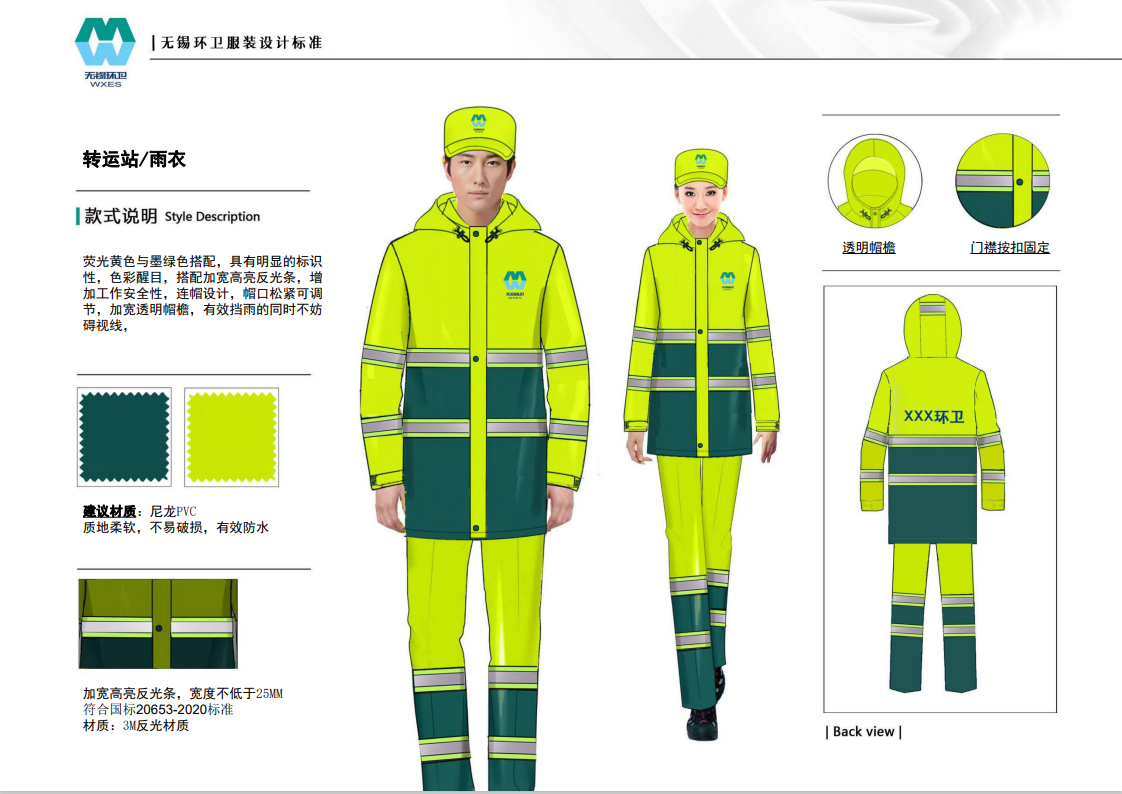 无锡环卫
WXES
无锡环卫服装设计标准
转运站/雨衣
款式说明 Style Description
荧光黄色与墨绿色搭配，具有明显的标识
性，色彩醒目，搭配加宽高亮反光条，增
加工作安全性，连帽设计，帽口松紧可调
节，加宽透明帽檐，有效挡雨的同时不妨
碍视线，
建议材质：尼龙PVC
质地柔软，不易破损，有效防水
加宽高亮反光条，宽度不低于25MM
符合国标20653-2020标准
材质：3M反光材质
透明帽檐
门襟按扣固定
XXX环卫
| Back view |